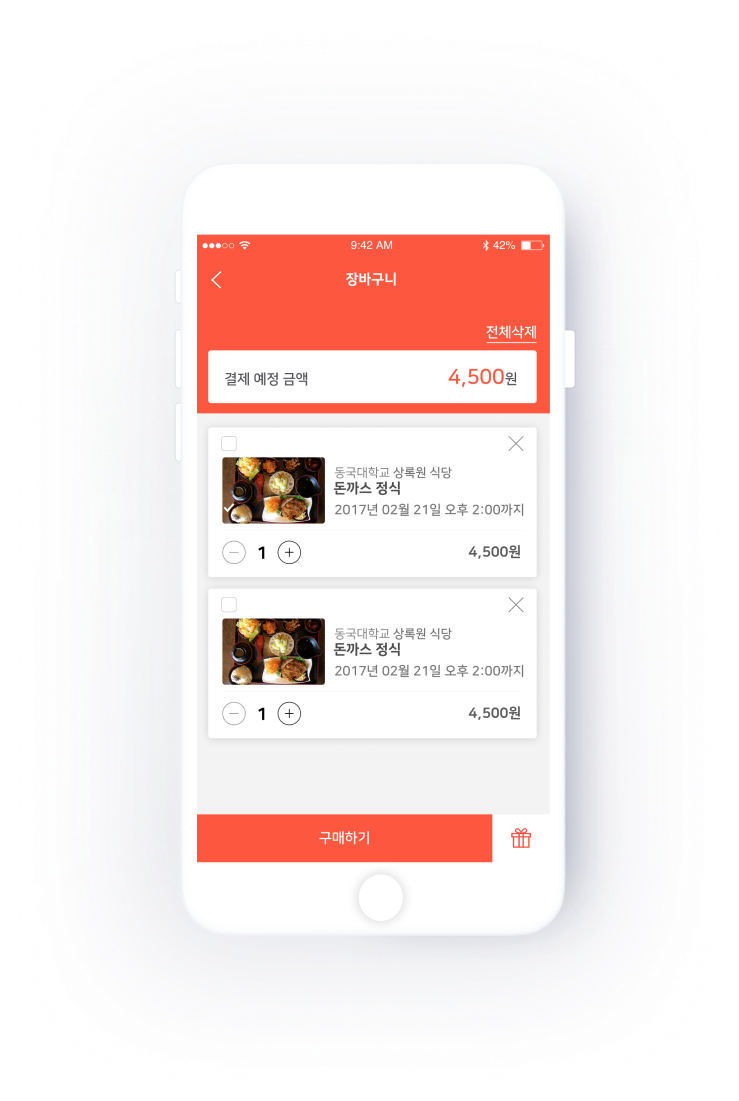 9:42 AM
42%
장바구니
전체삭제
결제 예정 금액
4,500원
동국대학교 상록원 식당
돈까스 정식
2017년 02월 21일 오후 2:00까지
1
4,500원
동국대학교 상록원 식당
돈까스 정식
2017년 02월 21일 오후 2:00까지
1
4,500원
구매하기